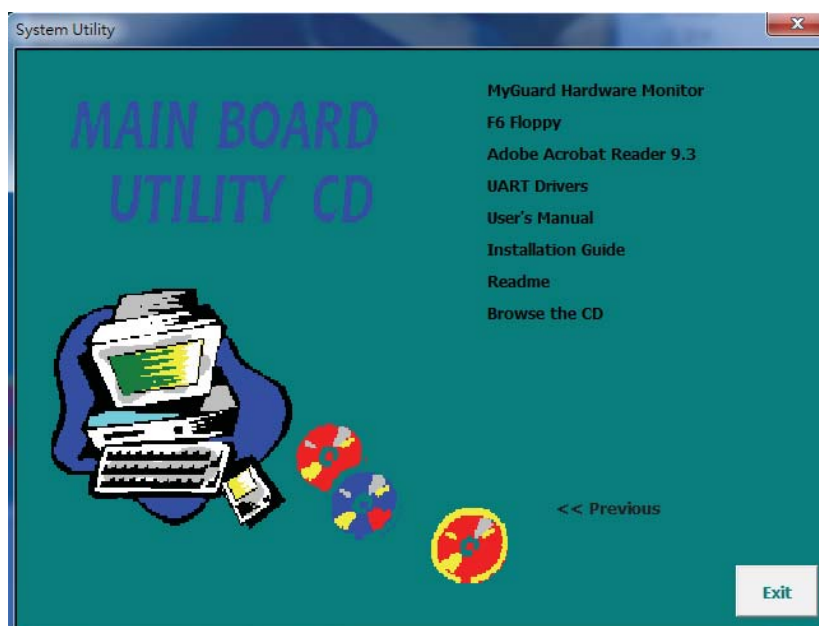 System Utility
MAIN BOARD
UTILITY CD
MyGuard Hardware Monitor
F6 Floppy
Adobe Acrobat Reader 9.3
UART Drivers
User's Manual
Installation Guide
Readme
Browse the CD
<< Previous
Exit